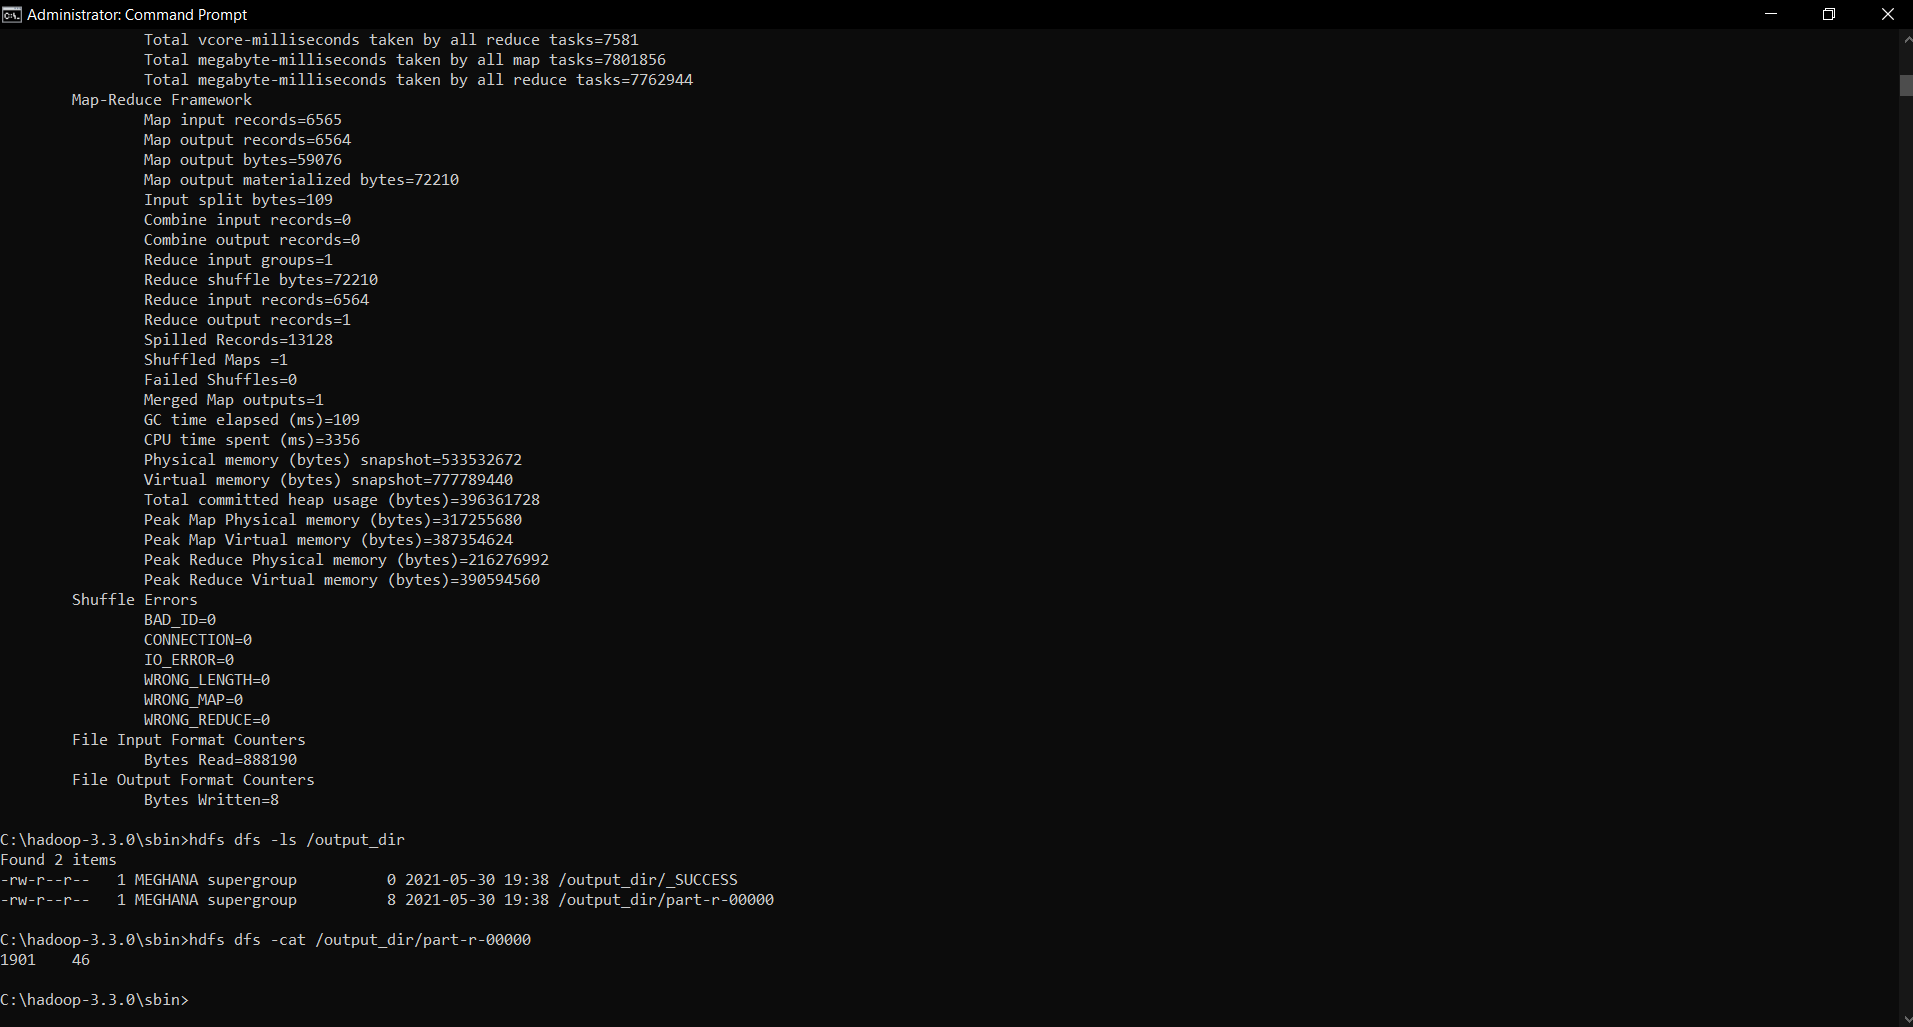 Administrator: Command Prompt
Total vcore-milliseconds taken by all reduce tasks=7581
Total megabyte-milliseconds taken by all map tasks=7801856
Total megabyte-milliseconds taken by all reduce tasks=7762944
Map-Reduce Framework
Map input records=6565
Map output records=6564
Map output bytes=59076
Map output materialized bytes=72210
Input split bytes=109
Combine input records=0
Combine output records=0
Reduce input groups=1
Reduce shuffle bytes=72210
Reduce input records=6564
Reduce output records=1
Spilled Records=13128
Shuffled Maps =1
Failed Shuffles=0
Merged Map outputs=1
GC time elapsed (ms)=109
CPU time spent (ms)=3356
Physical memory (bytes) snapshot=533532672
Virtual memory (bytes) snapshot=777789440
Total committed heap usage (bytes)=396361728
Peak Map Physical memory (bytes)=317255680
Peak Map Virtual memory (bytes)=387354624
Peak Reduce Physical memory (bytes)=216276992
Peak Reduce Virtual memory (bytes)=390594560
Shuffle Errors
BAD_ID=0
CONNECTION=0
IO_ERROR=0
WRONG_LENGTH=0
WRONG_MAP=0
WRONG_REDUCE=0
File Input Format Counters
Bytes Read=888190
File Output Format Counters
Bytes Written=8
C:\hadoop-3.3.0\sbin>hdfs dfs -ls /output_dir
Found 2 items
-rw-r--r--   1 MEGHANA supergroup          0 2021-05-30 19:38 /output_dir/_SUCCESS
-rw-r--r--   1 MEGHANA supergroup          8 2021-05-30 19:38 /output_dir/part-r-00000
C:\hadoop-3.3.0\sbin>hdfs dfs -cat /output_dir/part-r-00000
1901    46
C:\hadoop-3.3.0\sbin>